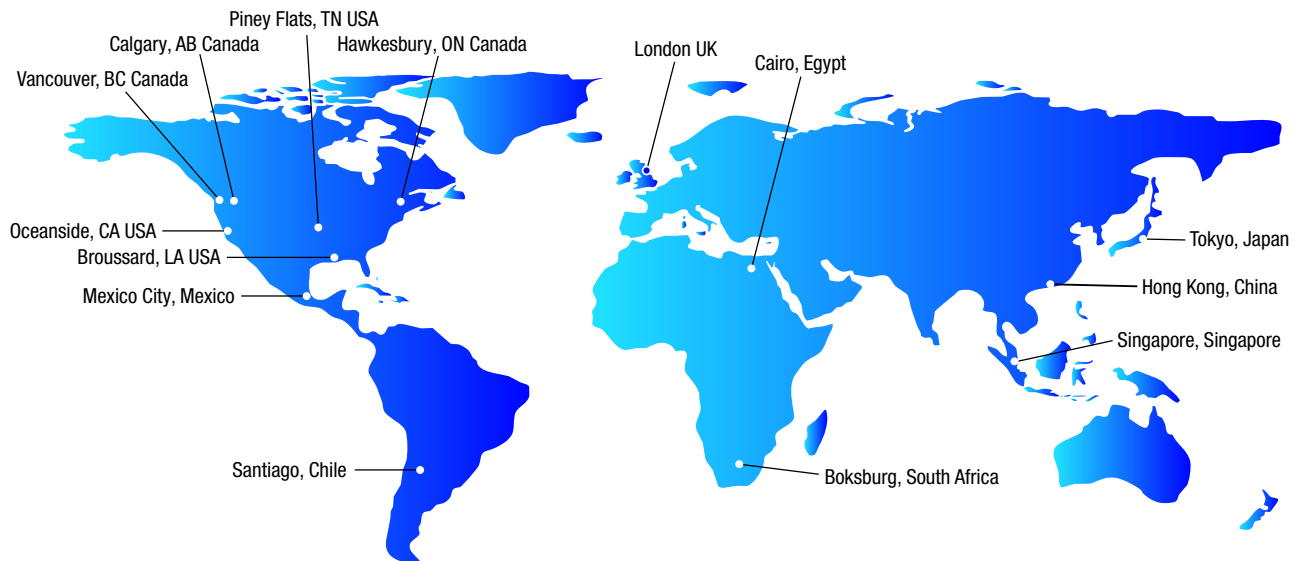 Piney Flats, TN USA
Calgary, AB Canada
Hawkesbury, ON Canada
London UK
Cairo, Egypt
Vancouver, BC Canada
Oceanside, CA USA
Tokyo, Japan
Broussard, LA USA
Hong Kong, China
Mexico City, Mexico
Singapore, Singapore
Santiago, Chile
Boksburg, South Africa